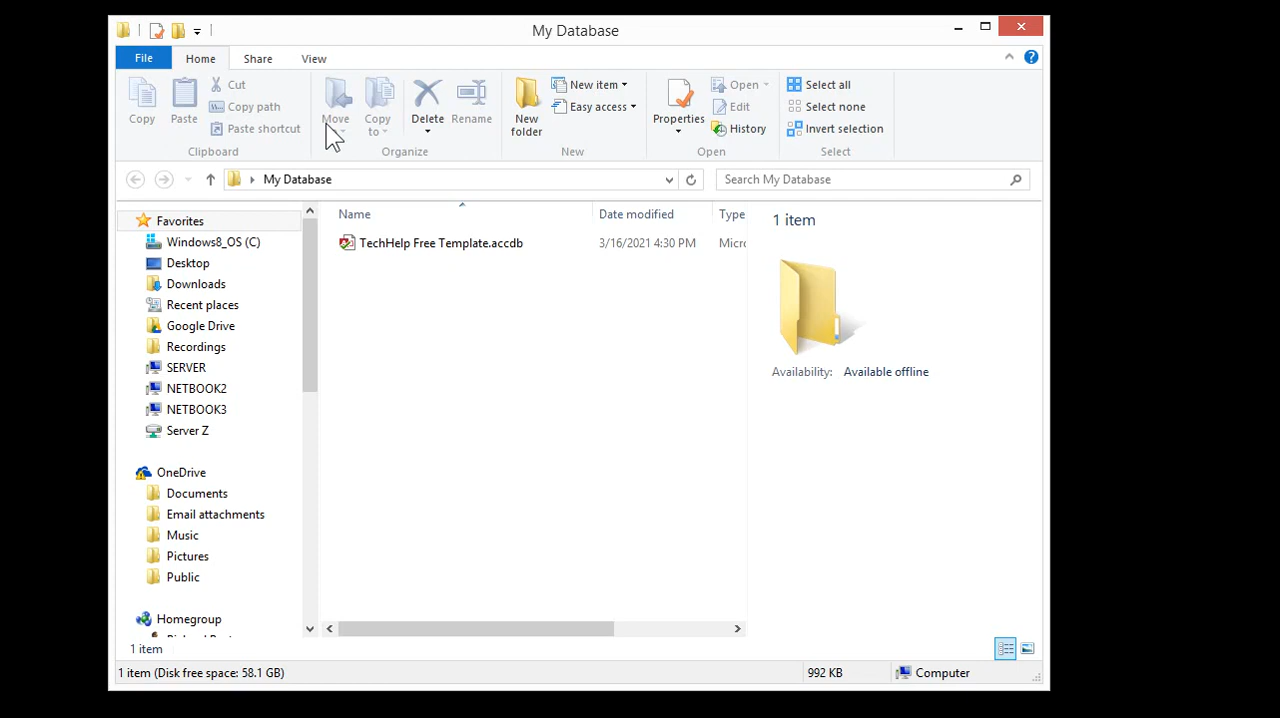 My Database
File Home Share View
Copy
Paste
Cut
Copy path
Paste shortcut
Clipboard
Move
Copy to
Delete
Rename
Organize
New folder
New item
Easy access
New
Properties
Open
Edit
History
Open
Select all
Select none
Invert selection
Select
My Database
Search My Database
Favorites
Windows8_OS (C)
Desktop
Downloads
Recent places
Google Drive
Recordings
SERVER
NETBOOK2
NETBOOK3
Server Z
OneDrive
Documents
Email attachments
Music
Pictures
Public
Homegroup
Name Date modified Type
TechHelp Free Template.accdb 3/16/2021 4:30 PM Micr
1 item
Availability: Available offline
1 item
1 item (Disk free space: 58.1 GB) 992 KB Computer